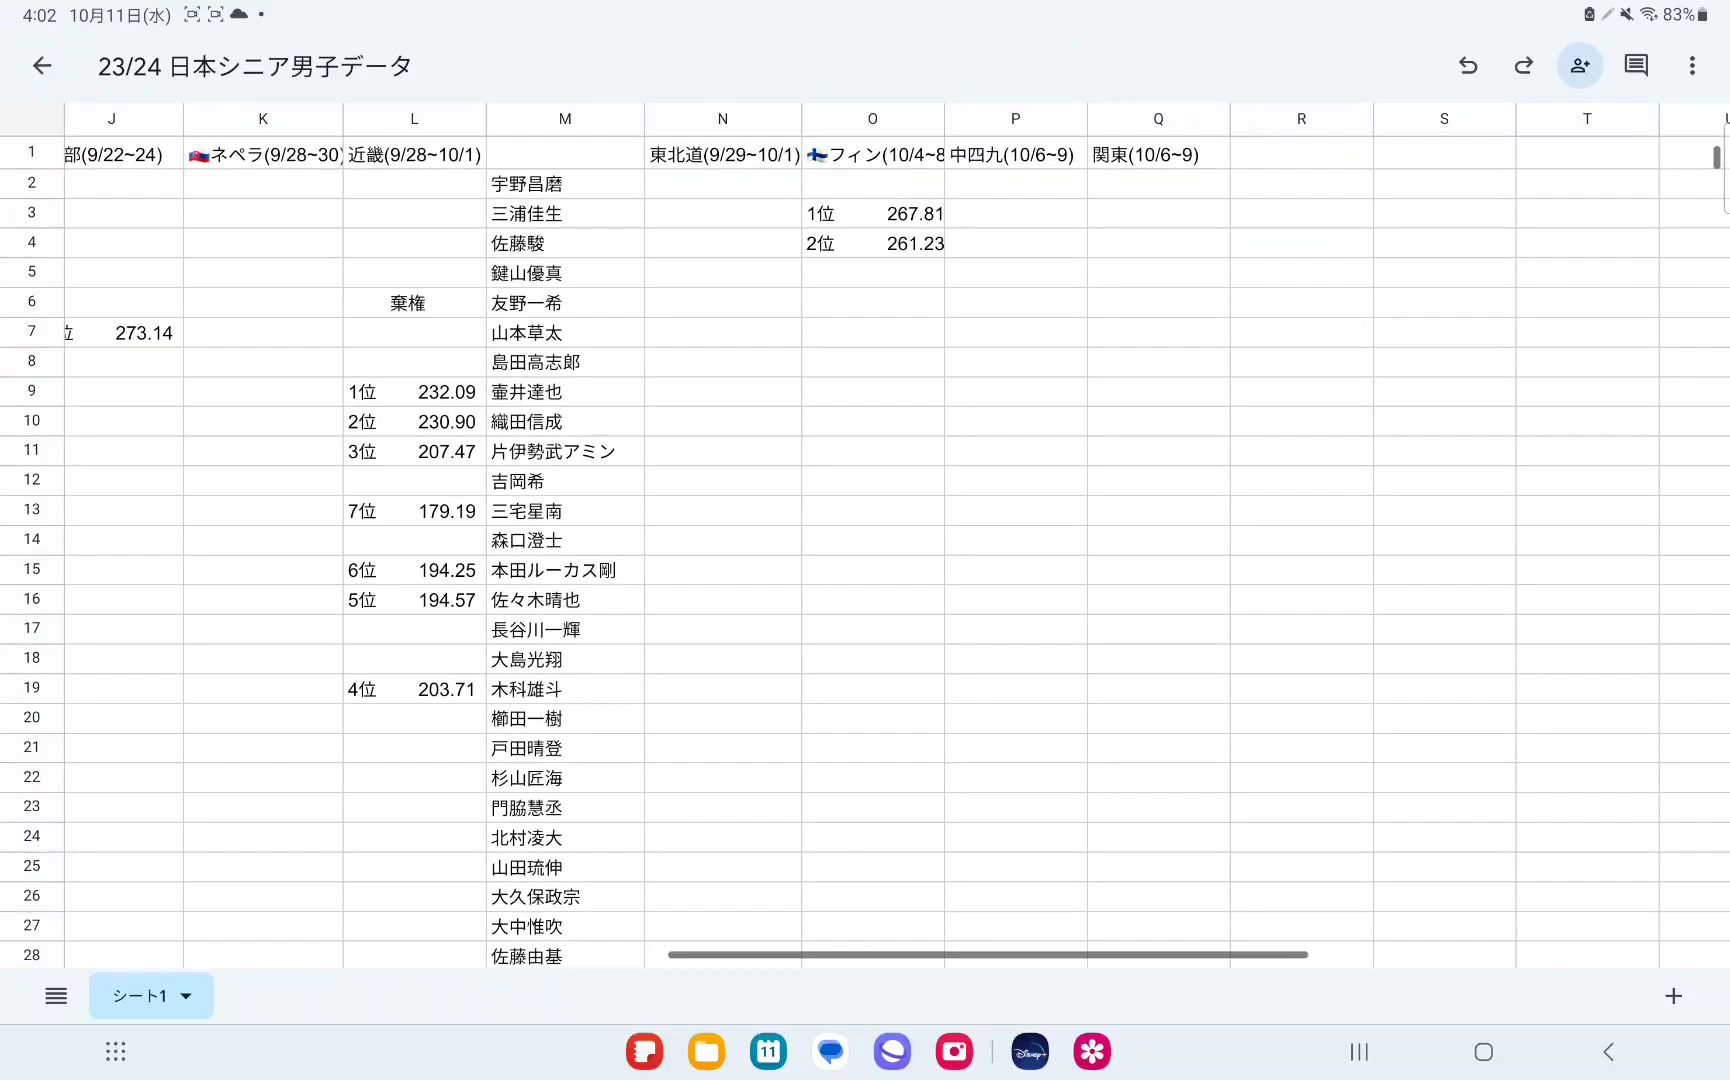 4:02 10月11日(水) 83%
23/24 日本シニア男子データ
J K L M N O P Q R S T
1 部(9/22~24) ネペラ(9/28~30) 近畿(9/28~10/1) 東北道(9/29~10/1) フィン(10/4~8 中四九(10/6~9) 関東(10/6~9)
2 宇野昌磨
3 三浦佳生 1位 267.81
4 佐藤駿 2位 261.23
5 鍵山優真
6 棄権 友野一希
7 位 273.14 山本草太
8 島田高志郎
9 1位 232.09 壷井達也
10 2位 230.90 織田信成
11 3位 207.47 片伊勢武アミン
12 吉岡希
13 7位 179.19 三宅星南
14 森口澄士
15 6位 194.25 本田ルーカス剛
16 5位 194.57 佐々木晴也
17 長谷川一輝
18 大島光翔
19 4位 203.71 木科雄斗
20 櫛田一樹
21 戸田晴登
22 杉山匠海
23 門脇慧丞
24 北村凌大
25 山田琉伸
26 大久保政宗
27 大中惟吹
28 佐藤由基
シート1
11
Disney+